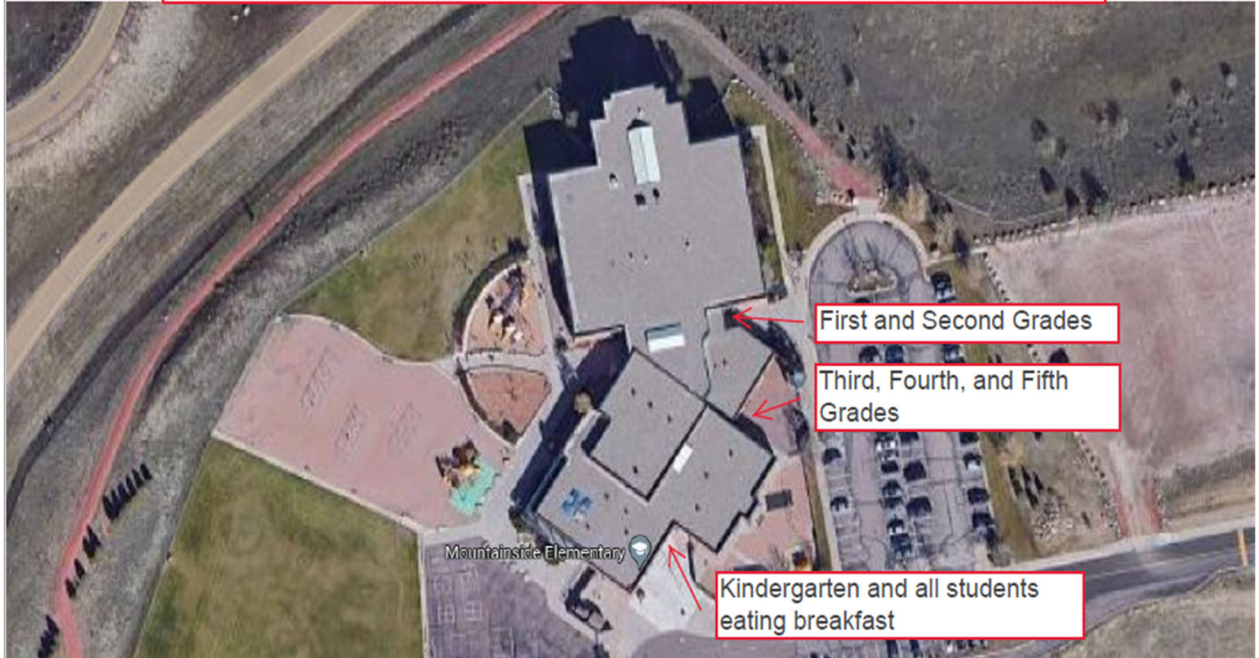 First and Second Grades
Third, Fourth, and Fifth
Grades
Mountainside Elementary
Kindergarten and all students
eating breakfast